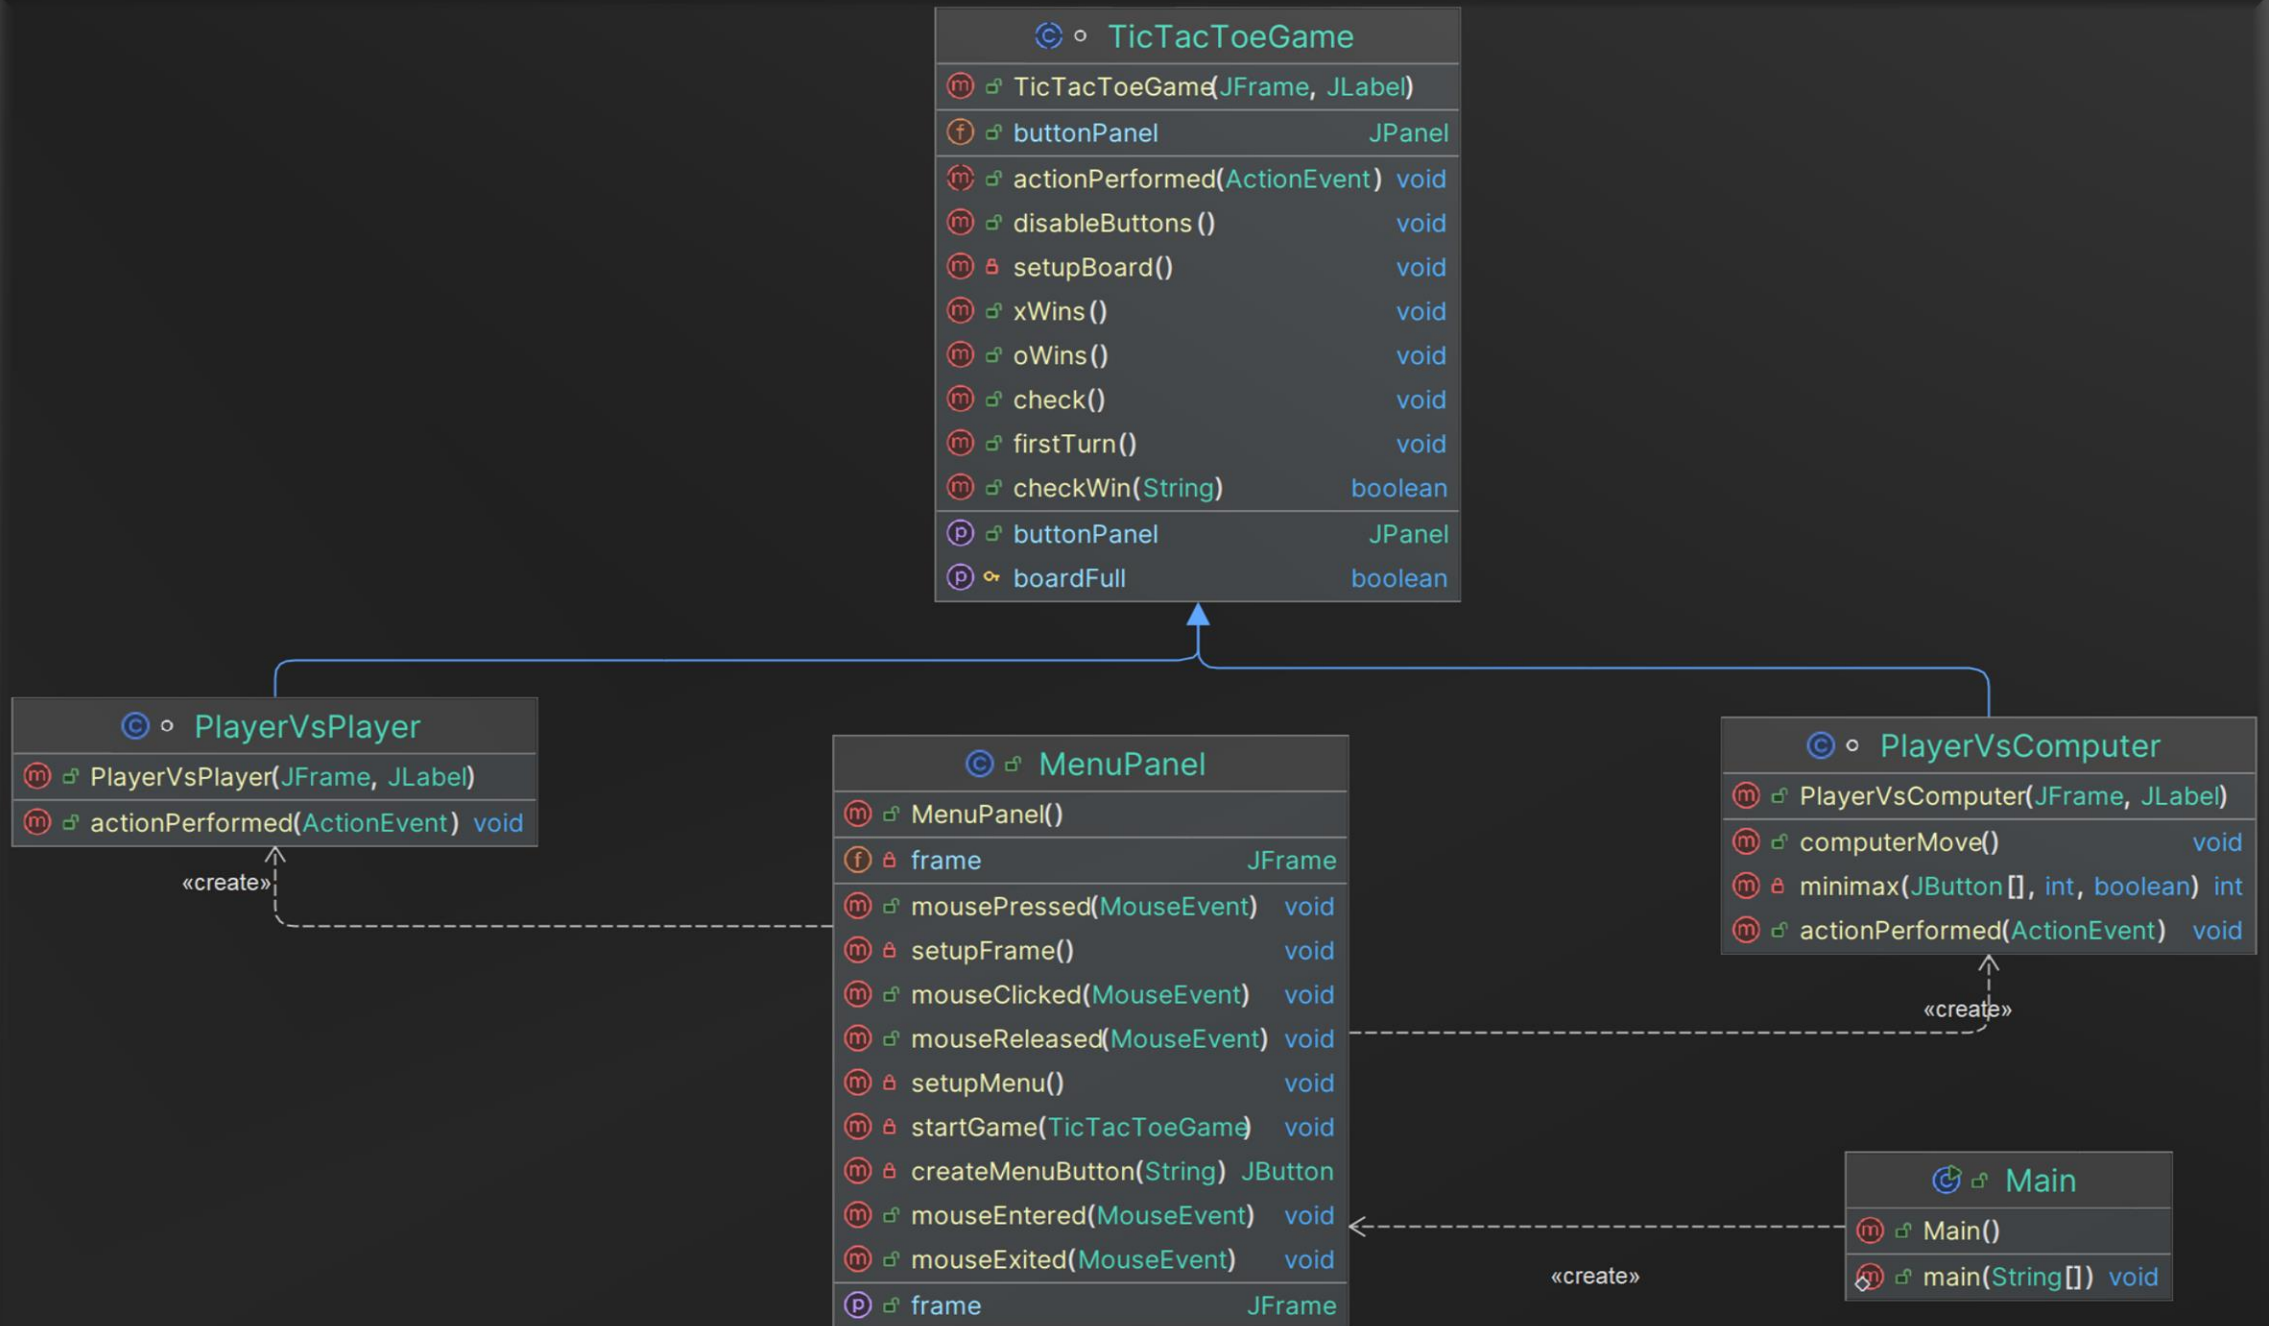 TicTacToeGame
TicTacToeGame(JFrame, JLabel)
buttonPanel JPanel
actionPerformed(ActionEvent) void
disableButtons() void
setupBoard() void
xWins() void
oWins() void
check() void
firstTurn() void
checkWin(String) boolean
buttonPanel JPanel
boardFull boolean
PlayerVsPlayer
PlayerVsPlayer(JFrame, JLabel)
actionPerformed(ActionEvent) void
«create»
MenuPanel
MenuPanel()
frame JFrame
mousePressed(MouseEvent) void
setupFrame() void
mouseClicked(MouseEvent) void
mouseReleased(MouseEvent) void
setupMenu() void
startGame(TicTacToeGame) void
createMenuButton(String) JButton
mouseEntered(MouseEvent) void
mouseExited(MouseEvent) void
frame JFrame
PlayerVsComputer
PlayerVsComputer(JFrame, JLabel)
computerMove() void
minimax(JButton[], int, boolean) int
actionPerformed(ActionEvent) void
«create»
Main
Main()
main(String[]) void
«create»